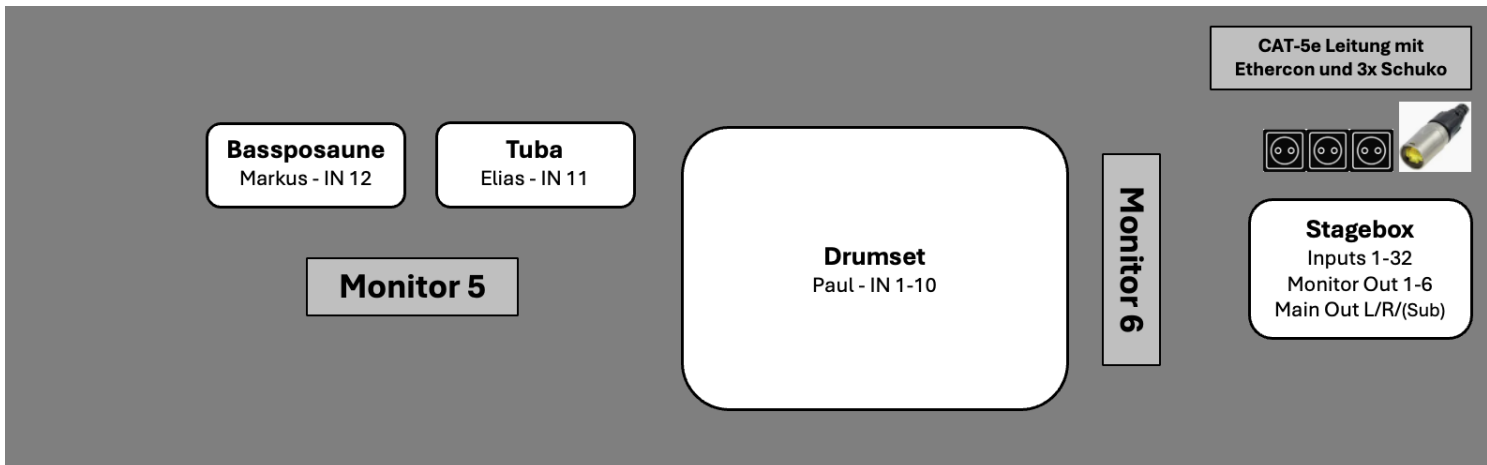 CAT-5e Leitung mit
Ethercon und 3x Schuko
Bassposaune
Markus - IN 12
Tuba
Elias - IN 11
Drumset
Paul - IN 1-10
Monitor 5
Monitor 6
Stagebox
Inputs 1-32
Monitor Out 1-6
Main Out L/R/(Sub)